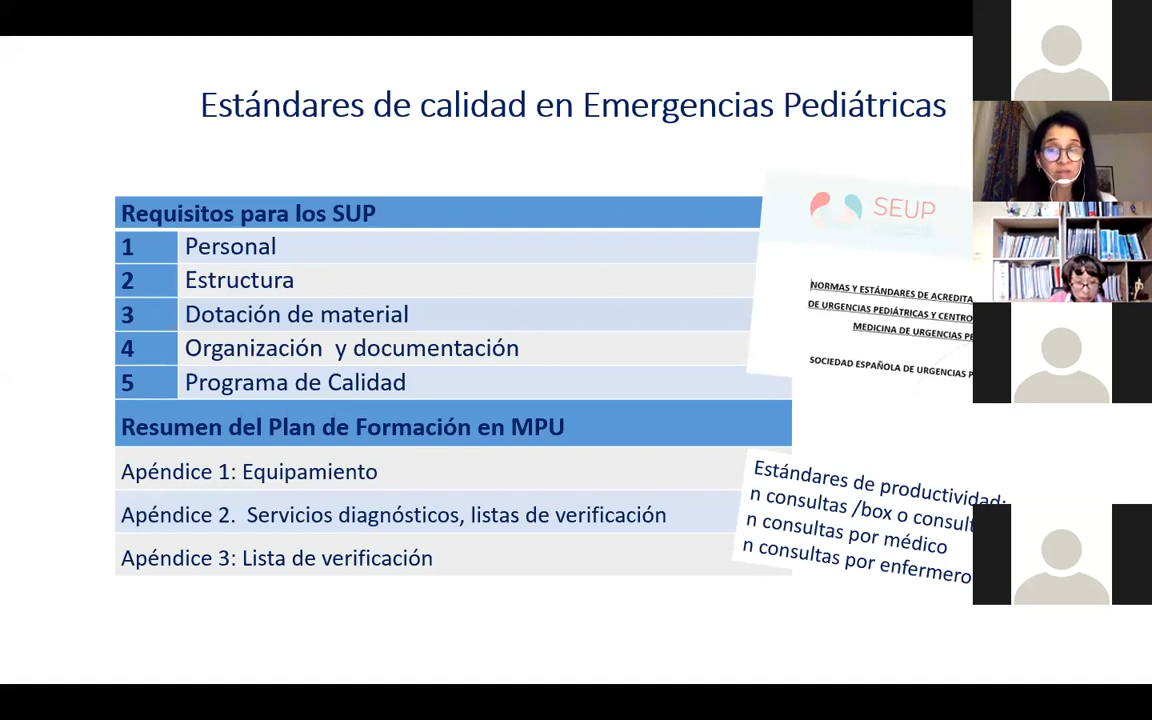 Estándares de calidad en Emergencias Pediátricas
Requisitos para los SUP
1 Personal
2 Estructura
3 Dotación de material
4 Organización y documentación
5 Programa de Calidad
Resumen del Plan de Formación en MPU
Apéndice 1: Equipamiento
Apéndice 2. Servicios diagnósticos, listas de verificación
Apéndice 3: Lista de verificación
SEUP
NORMAS Y ESTÁNDARES DE ACREDITA
DE URGENCIAS PEDIÁTRICAS Y CENTRO
MEDICINA DE URGENCIAS PE
SOCIEDAD ESPAÑOLA DE URGENCIAS P
Estándares de productividad:
n consultas /box o consult
n consultas por médico
n consultas por enfermero